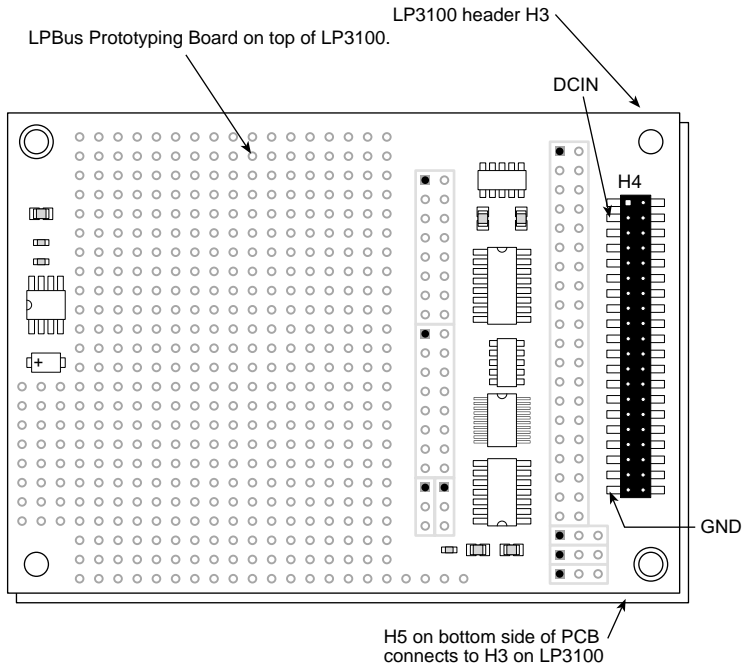 LP3100 header H3
LPBus Prototyping Board on top of LP3100.
DCIN
H4
+
GND
H5 on bottom side of PCB
connects to H3 on LP3100